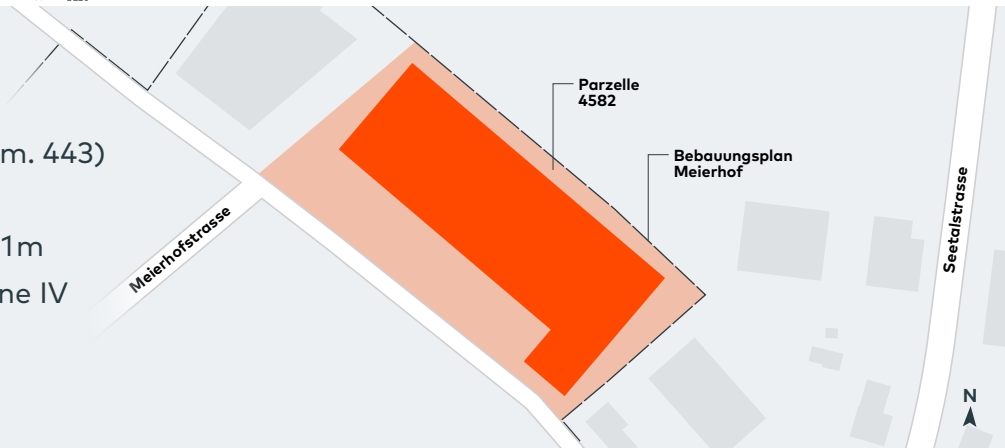 m. 443)
1m
ne IV
Parzelle
4582
Bebauungsplan
Meierhof
Meierhofstrasse
Seetalstrasse
N